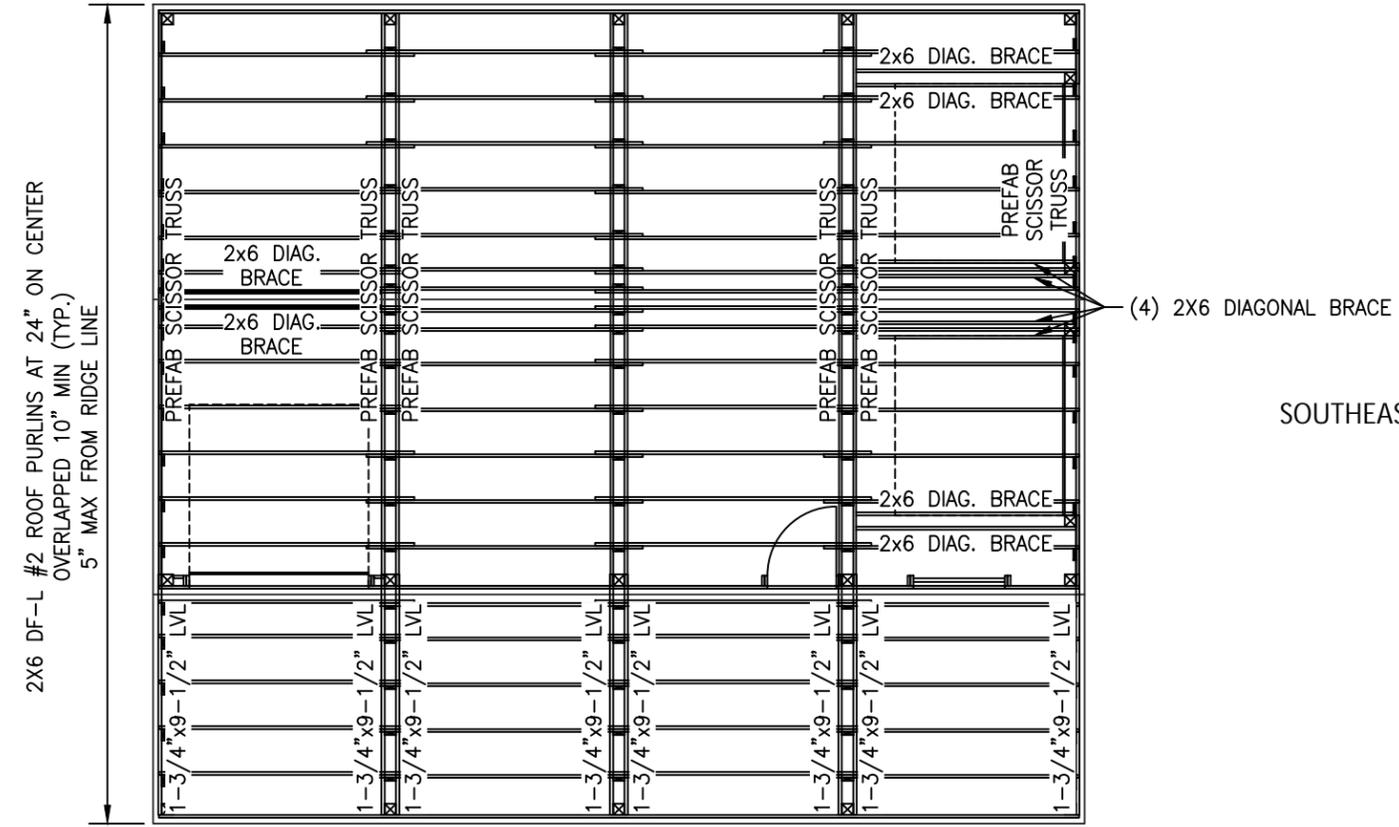 2X6 DF-L #2 ROOF PURLINS AT 24" ON CENTER
OVERLAPPED 10" MIN (TYP.)
5" MAX FROM RIDGE LINE
2x6 DIAG. BRACE
2x6 DIAG. BRACE
PREFAB
SCISSOR
TRUSS
PREFAB SCISSOR TRUSS
PREFAB SCISSOR TRUSS
PREFAB SCISSOR TRUSS
PREFAB SCISSOR TRUSS
PREFAB SCISSOR TRUSS
2x6 DIAG.
BRACE
2x6 DIAG.
BRACE
(4) 2X6 DIAGONAL BRACE
SOUTHEAS
2x6 DIAG. BRACE
2x6 DIAG. BRACE
1-3/4"x9-1/2" LVL
1-3/4"x9-1/2" LVL
1-3/4"x9-1/2" LVL
1-3/4"x9-1/2" LVL
1-3/4"x9-1/2" LVL
1-3/4"x9-1/2" LVL
1-3/4"x9-1/2" LVL
1-3/4"x9-1/2" LVL